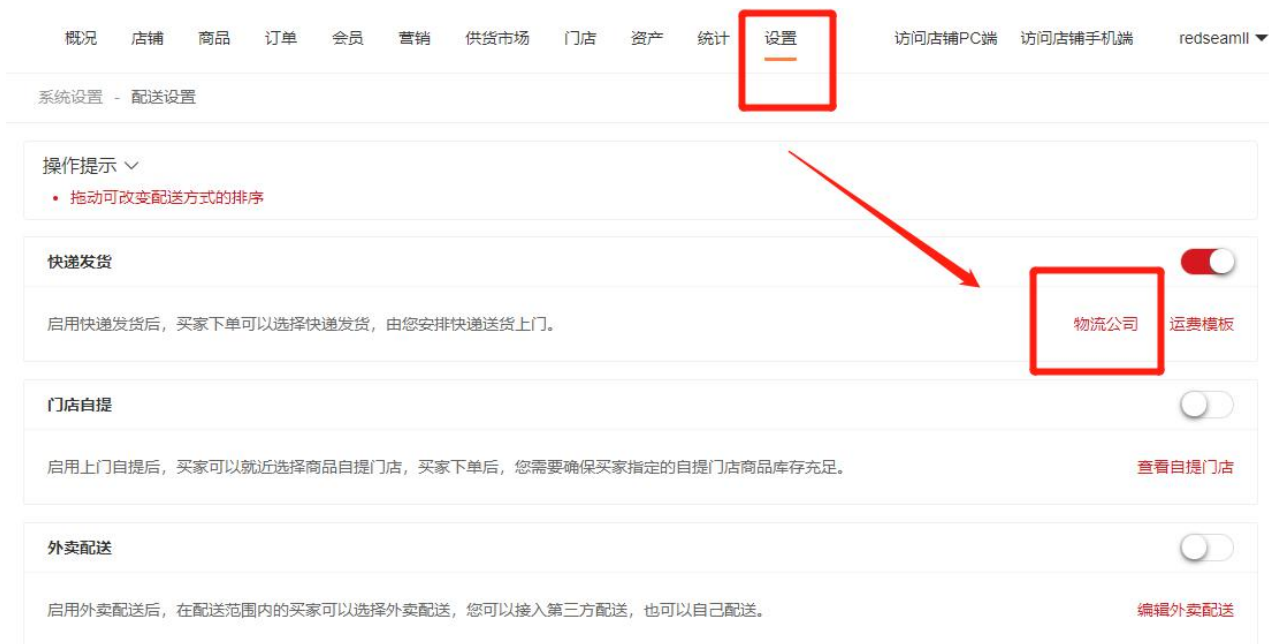 概况 店铺 商品 订单 会员 营销 供货市场 门店 资产 统计 设置 访问店铺PC端 访问店铺手机端 redseamll
系统设置 - 配送设置
操作提示
• 拖动可改变配送方式的排序
快递发货
启用快递发货后，买家下单可以选择快递发货，由您安排快递送货上门。 物流公司 运费模板
门店自提
启用上门自提后，买家可以就近选择商品自提门店，买家下单后，您需要确保买家指定的自提门店商品库存充足。 查看自提门店
外卖配送
启用外卖配送后，在配送范围内的买家可以选择外卖配送，您可以接入第三方配送，也可以自己配送。 编辑外卖配送